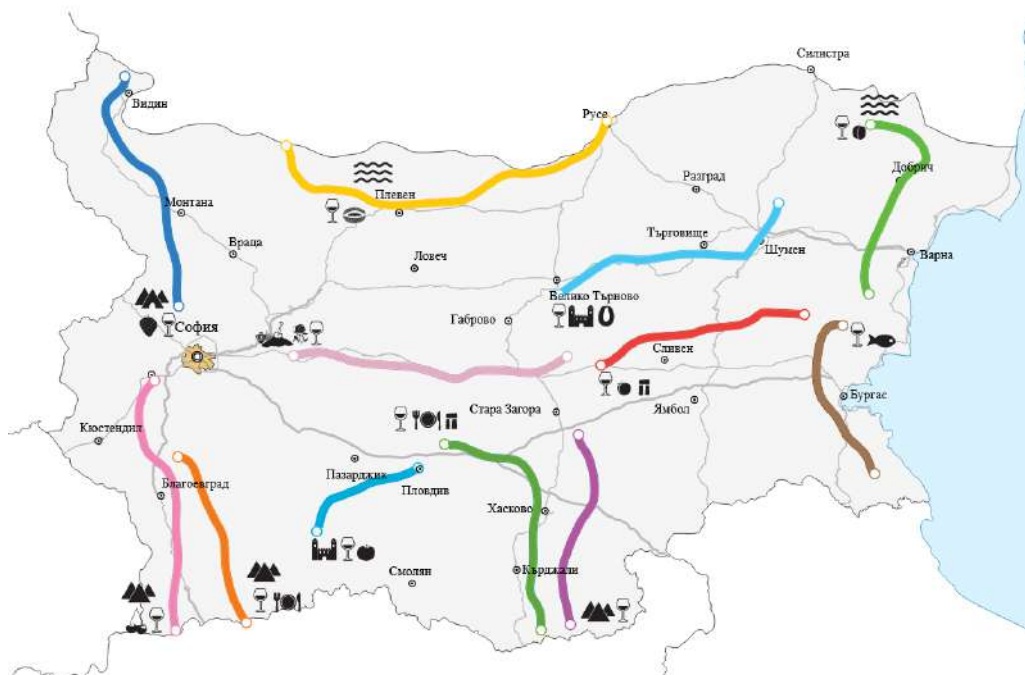 Силистра
Видин
Русе
Добрич
Разград
Плевен
Монтана
Търговище
Шумен
Враца
Ловеч
Варна
Велико Търново
Габрово
София
Сливен
Бургас
Стара Загора
Ямбол
Кюстендил
Пазарджик
Благоевград
Пловдив
Хасково
Смолян
Кърджали